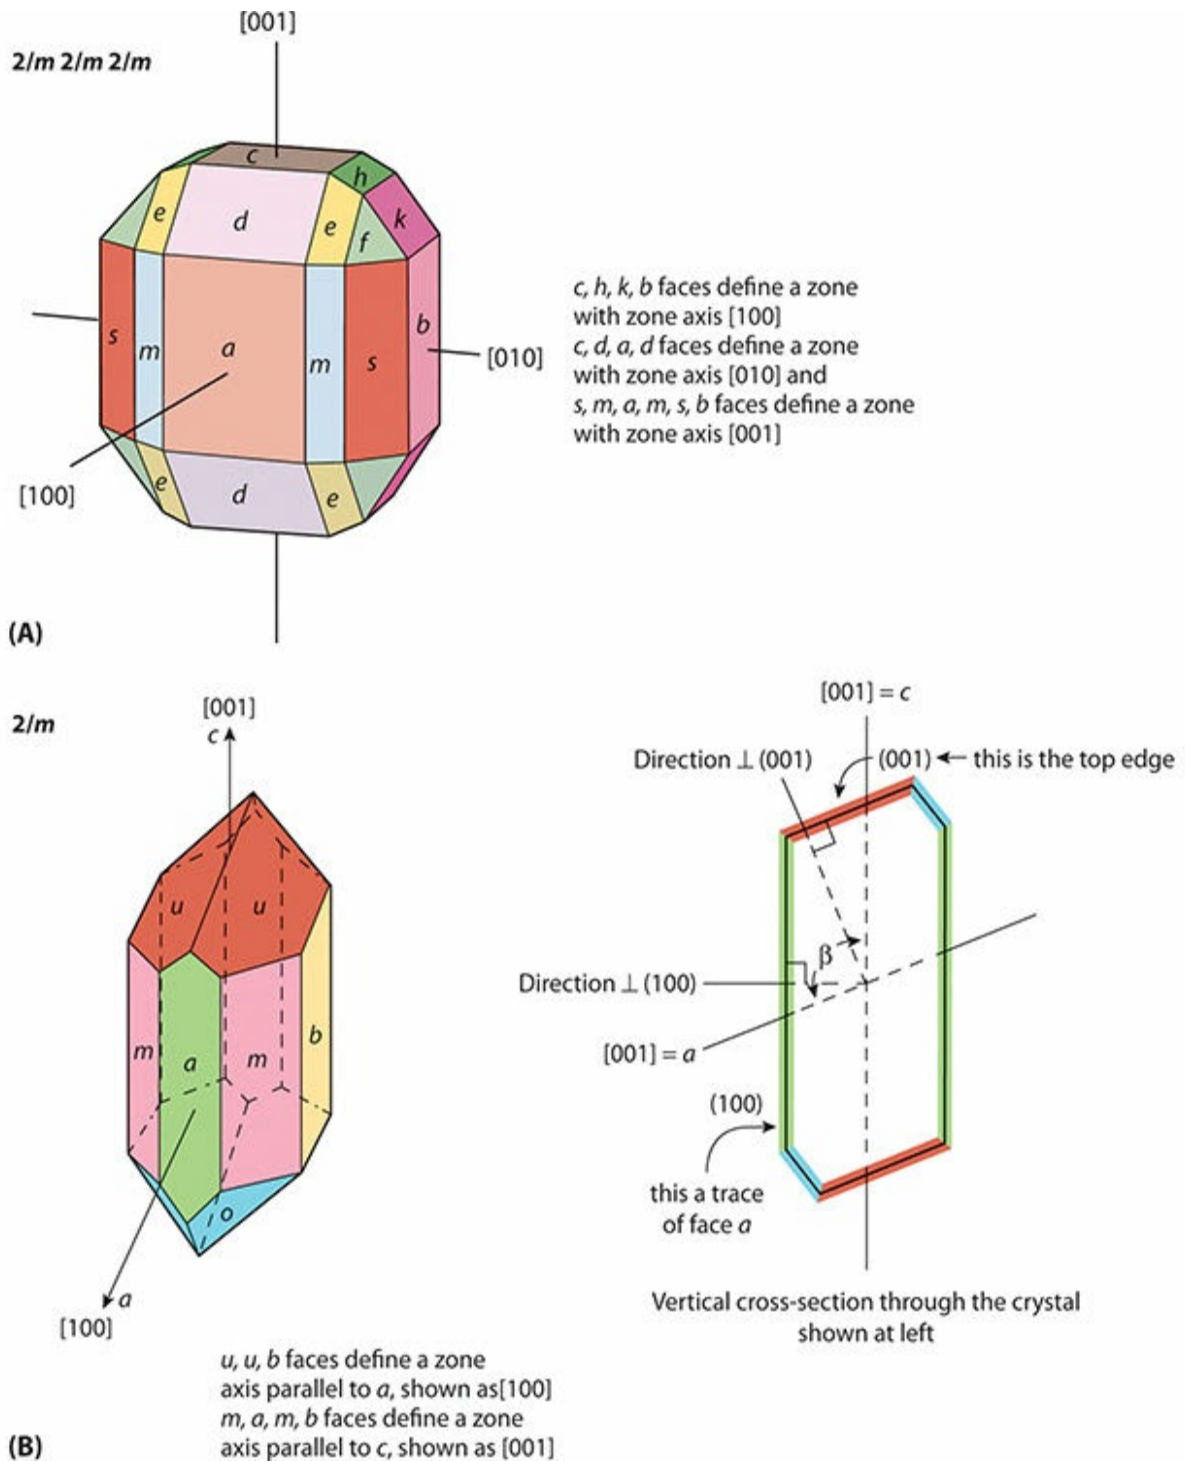 [001]
2/m 2/m 2/m
c
h
e
d
e
f
k
s
m
a
m
s
b
[010]
[100]
e
d
e
c, h, k, b faces define a zone
with zone axis [100]
c, d, a, d faces define a zone
with zone axis [010] and
s, m, a, m, s, b faces define a zone
with zone axis [001]
(A)
2/m
[001]
c
u
u
m
a
m
b
o
a
[100]
u, u, b faces define a zone
axis parallel to a, shown as[100]
m, a, m, b faces define a zone
axis parallel to c, shown as [001]
(B)
[001] = c
Direction ⊥ (001)
(001)
this is the top edge
β
Direction ⊥ (100)
[001] = a
(100)
this a trace
of face a
Vertical cross-section through the crystal
shown at left